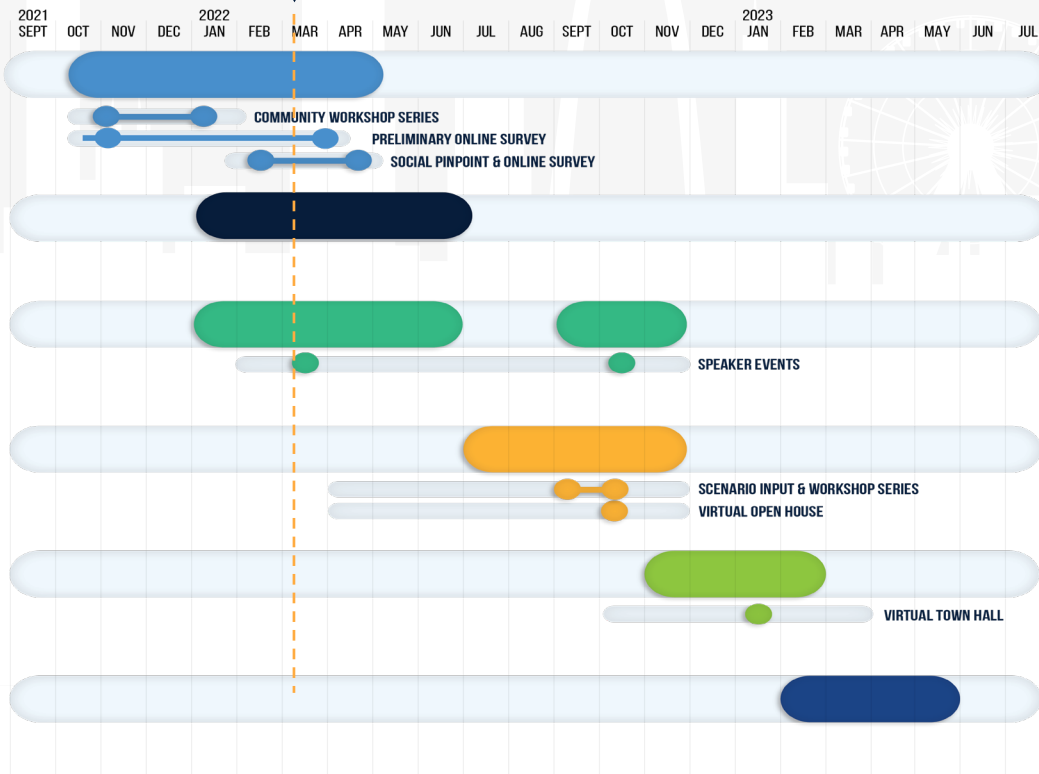 2021 2022 2023
SEPT OCT NOV DEC JAN FEB MAR APR MAY JUN JUL AUG SEPT OCT NOV DEC JAN FEB MAR APR MAY JUN JUL
COMMUNITY WORKSHOP SERIES
PRELIMINARY ONLINE SURVEY
SOCIAL PINPOINT & ONLINE SURVEY
SPEAKER EVENTS
SCENARIO INPUT & WORKSHOP SERIES
VIRTUAL OPEN HOUSE
VIRTUAL TOWN HALL